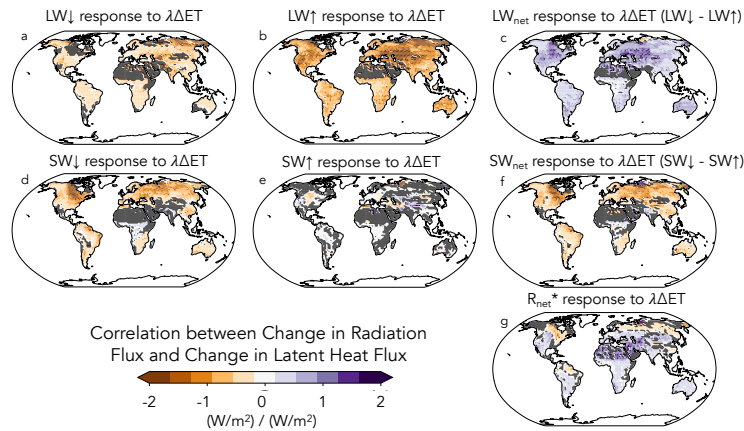 LW↓ response to λΔET
LW↑ response to λΔET
LWnet response to λΔET (LW↓ - LW↑)
a
b
c
SW↓ response to λΔET
SW↑ response to λΔET
SWnet response to λΔET (SW↓ - SW↑)
d
e
f
Rnet* response to λΔET
g
Correlation between Change in Radiation
Flux and Change in Latent Heat Flux
-2 -1 0 1 2
(W/m²) / (W/m²)